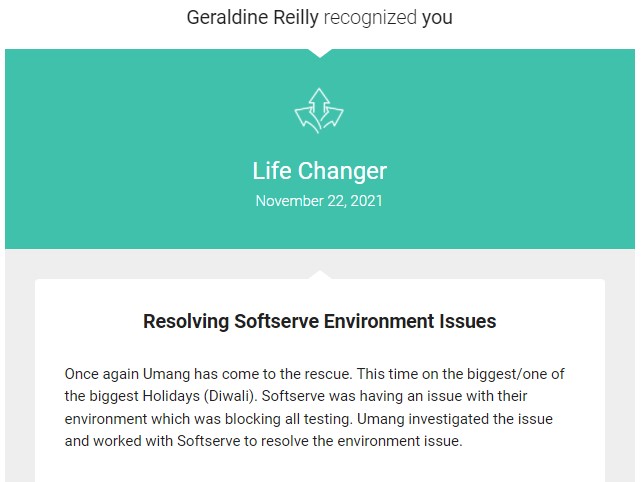 Geraldine Reilly recognized you
Life Changer
November 22, 2021
Resolving Softserve Environment Issues
Once again Umang has come to the rescue. This time on the biggest/one of
the biggest Holidays (Diwali). Softserve was having an issue with their
environment which was blocking all testing. Umang investigated the issue
and worked with Softserve to resolve the environment issue.